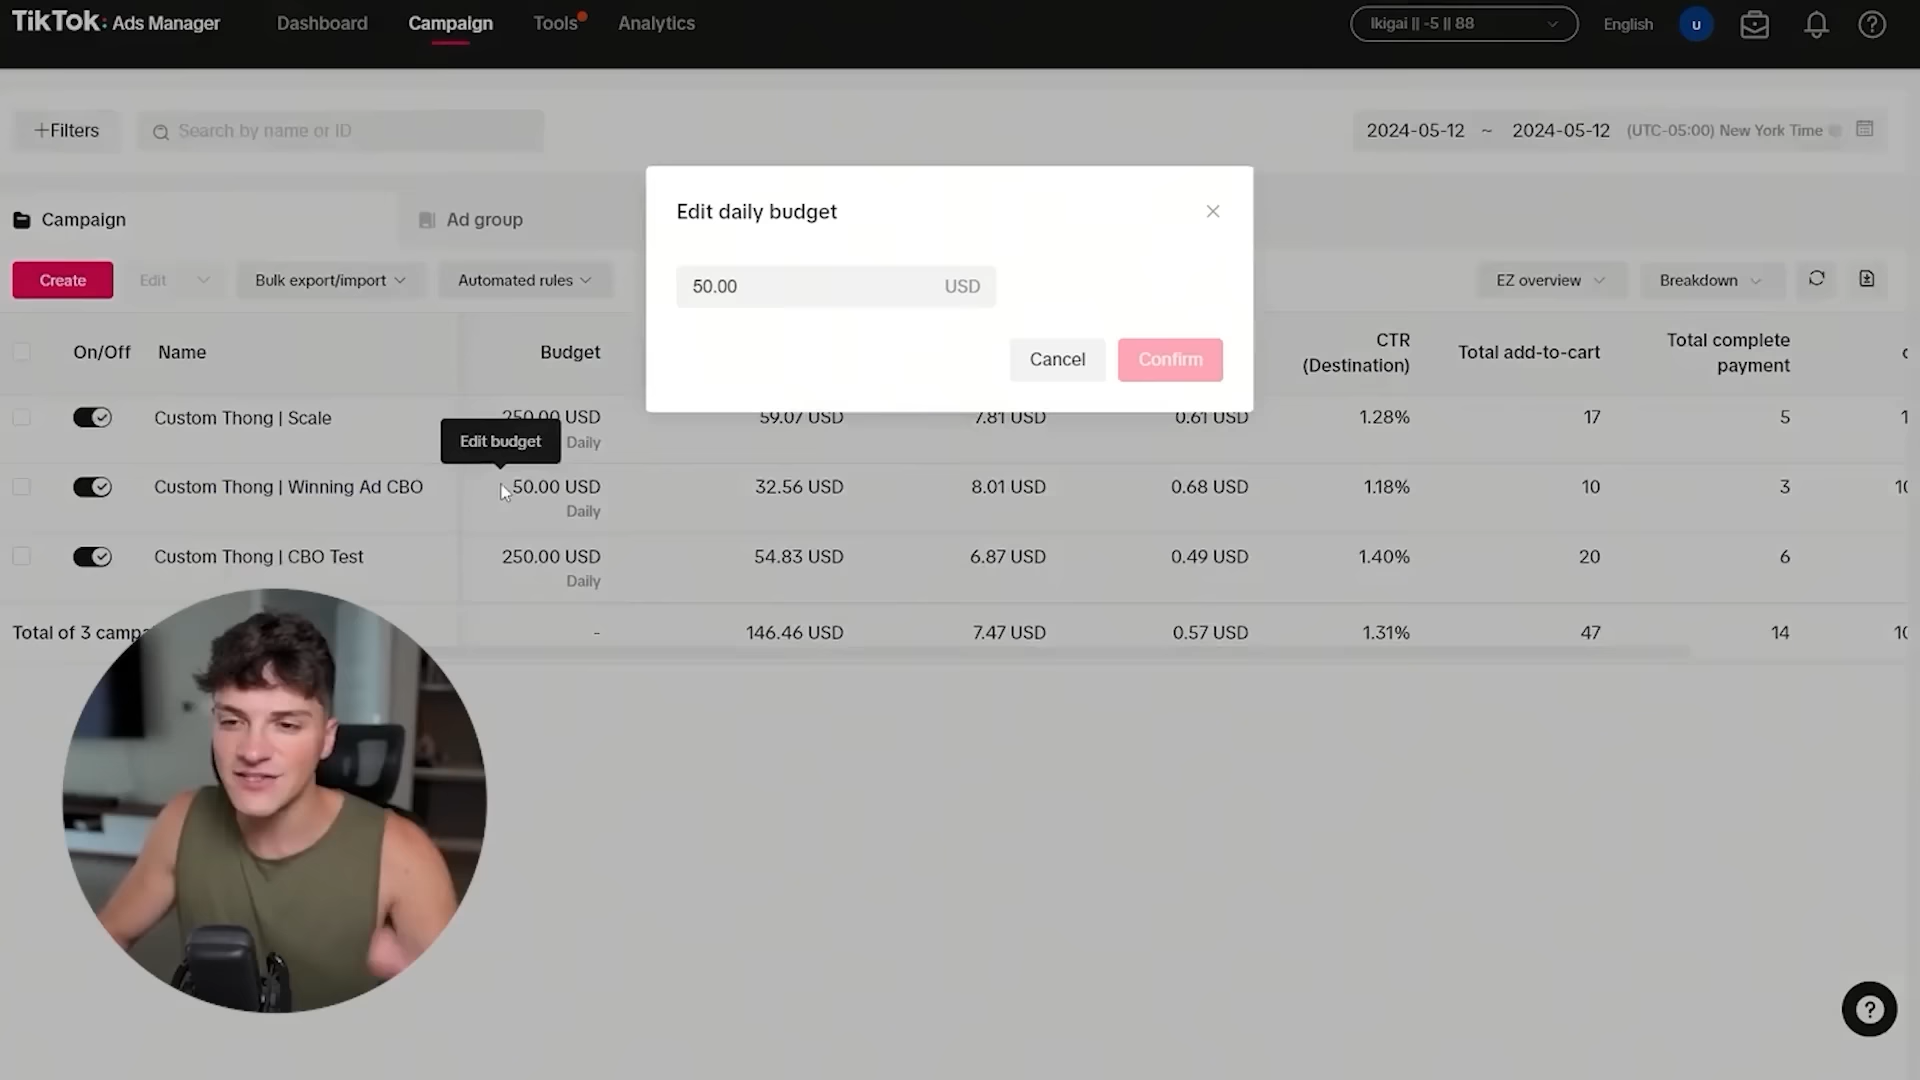 TikTok: Ads Manager
Dashboard
Campaign
Tools
Analytics
Ikigai || -5 || 88
English
u
+Filters
Search by name or ID
2024-05-12 ~ 2024-05-12 (UTC-05:00) New York Time
Edit daily budget
50.00 USD
Cancel
Confirm
Campaign
Ad group
Create
Edit
Bulk export/import
Automated rules
EZ overview
Breakdown
On/Off Name Budget CTR (Destination) Total add-to-cart Total complete payment
Custom Thong | Scale 250.00 USD 59.07 USD 7.81 USD 0.61 USD 1.28% 17 5
Daily
Edit budget
Custom Thong | Winning Ad CBO 50.00 USD 32.56 USD 8.01 USD 0.68 USD 1.18% 10 3
Daily
Custom Thong | CBO Test 250.00 USD 54.83 USD 6.87 USD 0.49 USD 1.40% 20 6
Daily
Total of 3 campa - 146.46 USD 7.47 USD 0.57 USD 1.31% 47 14